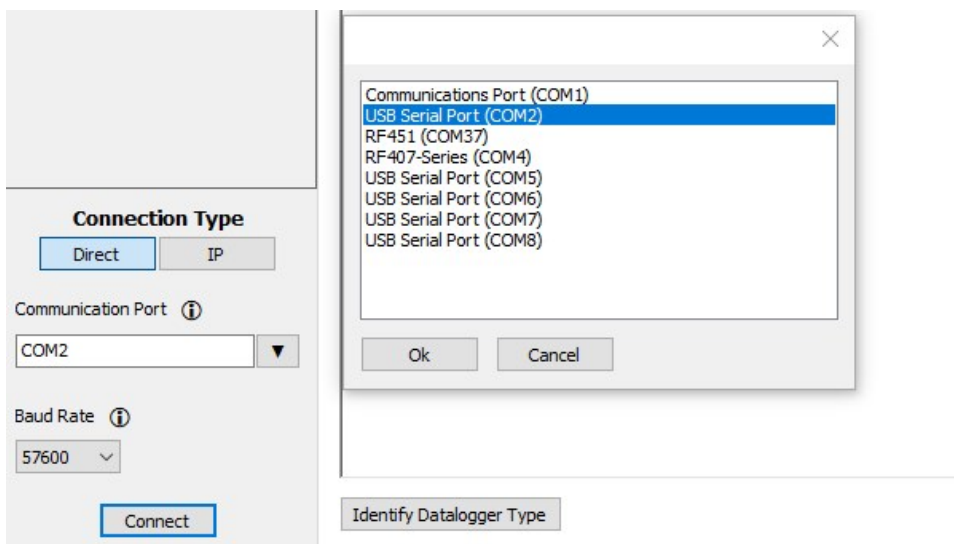 Connection Type
Direct IP
Communication Port
COM2
Baud Rate
57600
Connect
Communications Port (COM1)
USB Serial Port (COM2)
RF451 (COM37)
RF407-Series (COM4)
USB Serial Port (COM5)
USB Serial Port (COM6)
USB Serial Port (COM7)
USB Serial Port (COM8)
Ok Cancel
Identify Datalogger Type